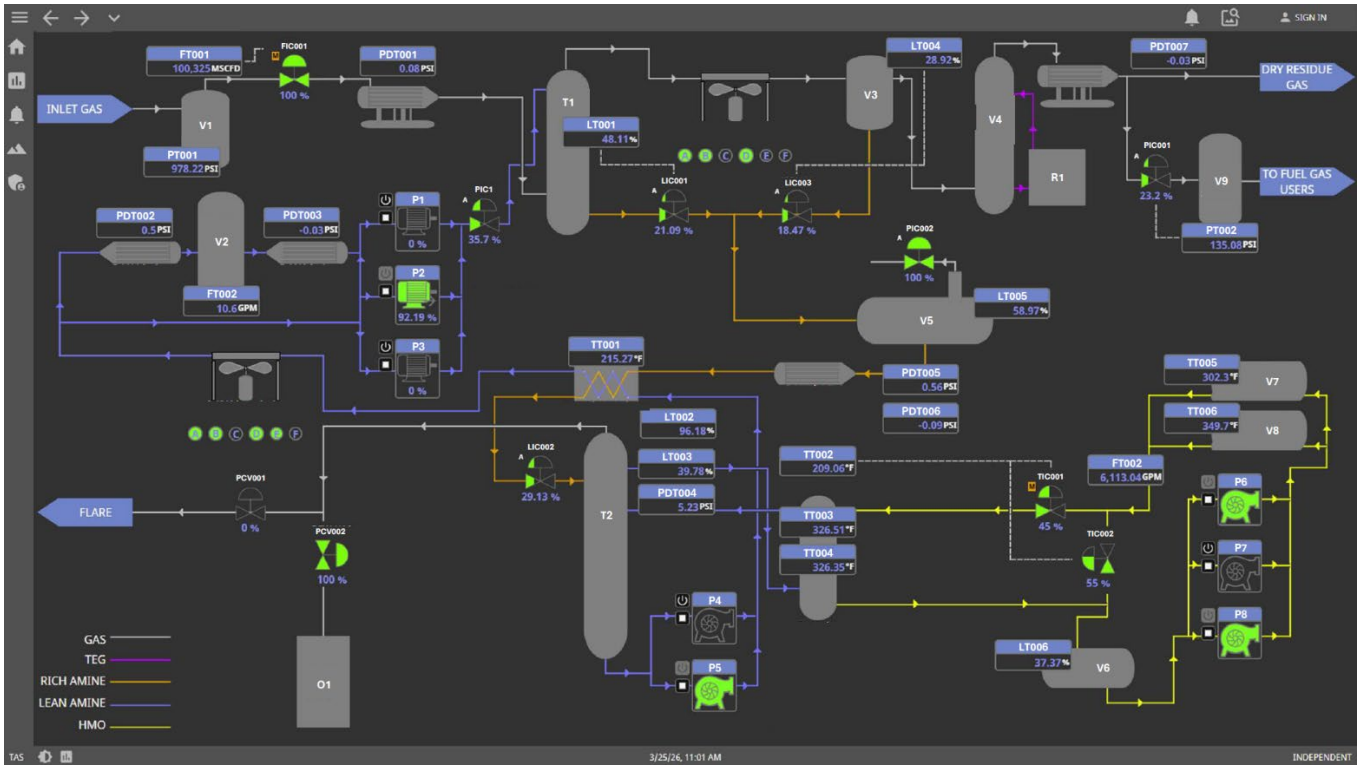 SIGN IN
FT001
100,325 MSCFD
M
FIC001
100 %
PDT001
0.08 PSI
LT004
28.92 %
PDT007
-0.03 PSI
INLET GAS
V1
T1
V3
V4
DRY RESIDUE
GAS
PT001
978.22 PSI
LT001
48.11 %
A B C D E F
R1
PIC001
A
23.2 %
V9
TO FUEL GAS
USERS
PT002
135.08 PSI
PDT002
0.5 PSI
V2
PDT003
-0.03 PSI
P1
0 %
PIC1
A
35.7 %
LIC001
A
21.09 %
LIC003
A
18.47 %
PIC002
A
100 %
FT002
10.6 GPM
P2
92.19 %
LT005
58.97 %
V5
P3
0 %
TT001
215.27 °F
PDT005
0.56 PSI
PDT006
-0.09 PSI
TT005
302.3 °F
V7
TT006
349.7 °F
V8
A B C D E F
LT002
96.18 %
LIC002
A
29.13 %
LT003
39.78 %
PDT004
5.23 PSI
T2
TT002
209.06 °F
TT003
326.51 °F
TT004
326.35 °F
M
TIC001
45 %
FT002
6,113.04 GPM
TIC002
55 %
P6
P7
P8
FLARE
PCV001
0 %
PCV002
100 %
O1
P4
P5
LT006
37.37 %
V6
GAS
TEG
RICH AMINE
LEAN AMINE
HMO
TAS
3/25/26, 11:01 AM
INDEPENDENT